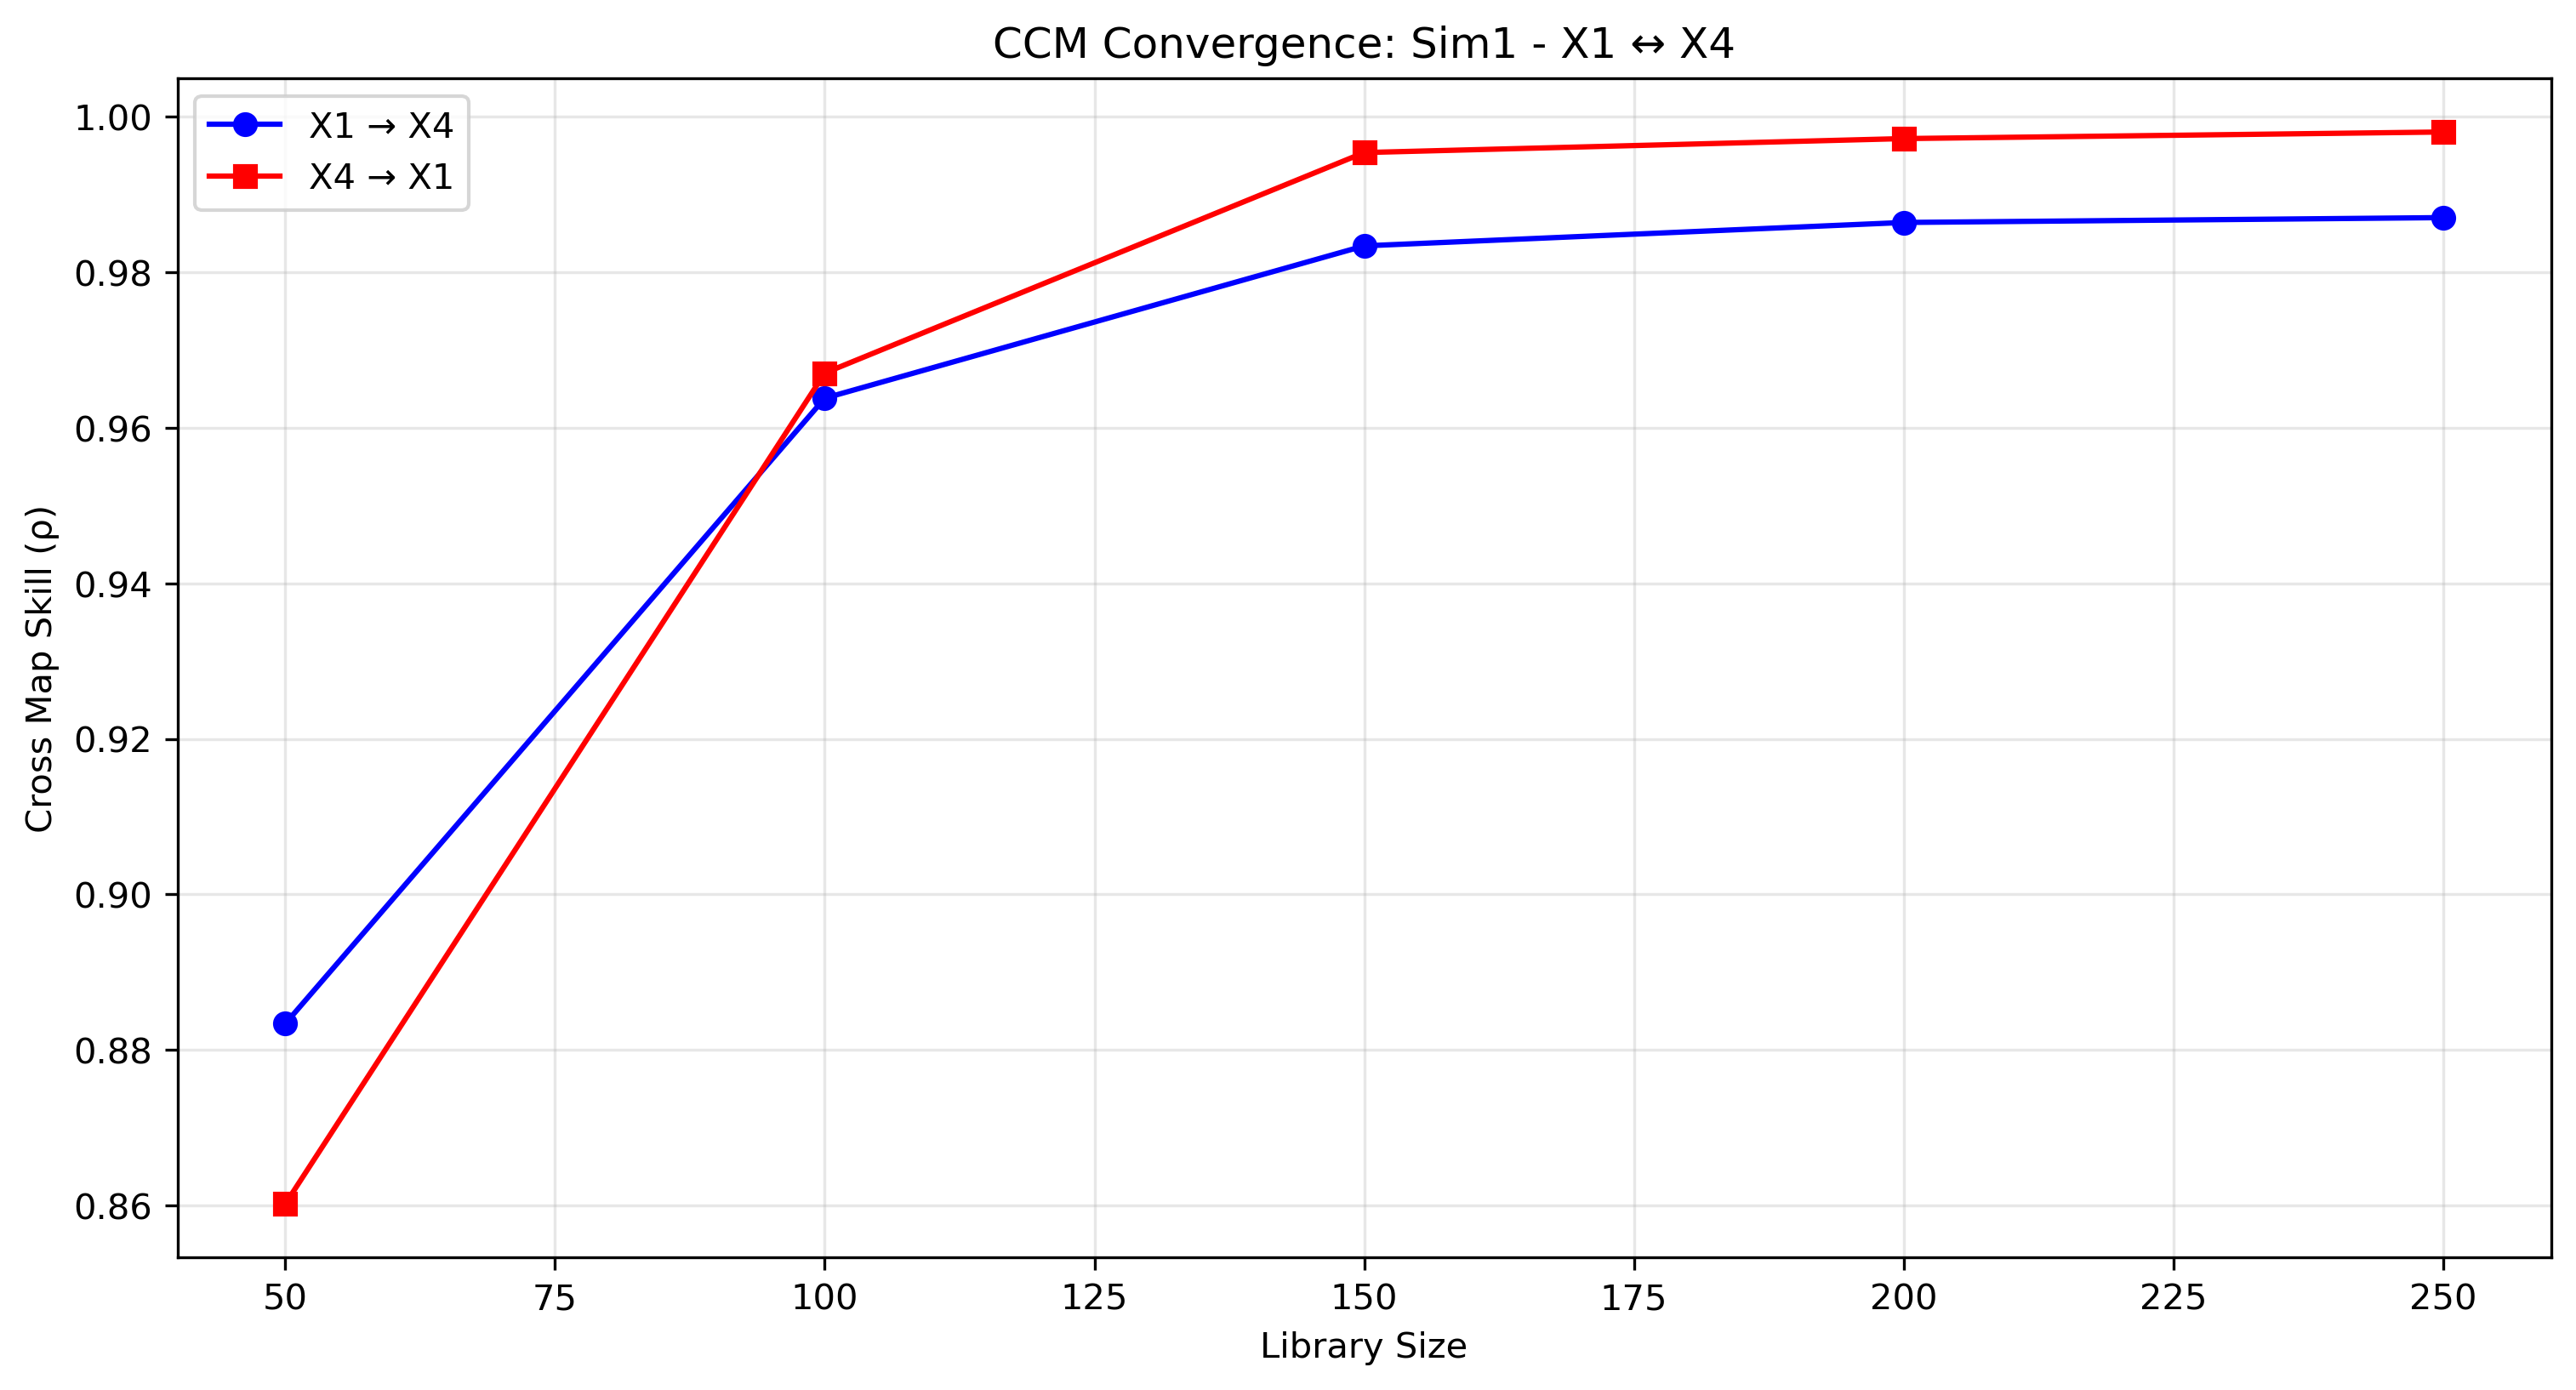 CCM Convergence: Sim1 - X1 ↔ X4
X1 → X4
X4 → X1
Cross Map Skill (ρ)
1.00
0.98
0.96
0.94
0.92
0.90
0.88
0.86
50 75 100 125 150 175 200 225 250
Library Size